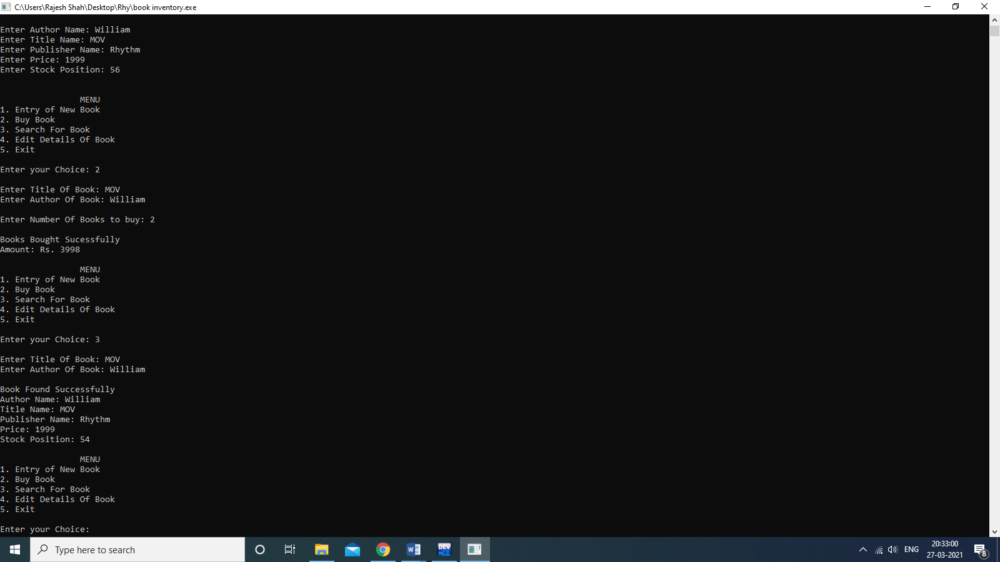 C:\Users\Rajesh Shah\Desktop\Rhy\book inventory.exe
Enter Author Name: William
Enter Title Name: MOV
Enter Publisher Name: Rhythm
Enter Price: 1999
Enter Stock Position: 56
MENU
1. Entry of New Book
2. Buy Book
3. Search For Book
4. Edit Details Of Book
5. Exit
Enter your Choice: 2
Enter Title Of Book: MOV
Enter Author Of Book: William
Enter Number Of Books to buy: 2
Books Bought Sucessfully
Amount: Rs. 3998
MENU
1. Entry of New Book
2. Buy Book
3. Search For Book
4. Edit Details Of Book
5. Exit
Enter your Choice: 3
Enter Title Of Book: MOV
Enter Author Of Book: William
Book Found Successfully
Author Name: William
Title Name: MOV
Publisher Name: Rhythm
Price: 1999
Stock Position: 54
MENU
1. Entry of New Book
2. Buy Book
3. Search For Book
4. Edit Details Of Book
5. Exit
Enter your Choice:
Type here to search
W
DEV
C++
ENG
20:33:00
27-03-2021
8